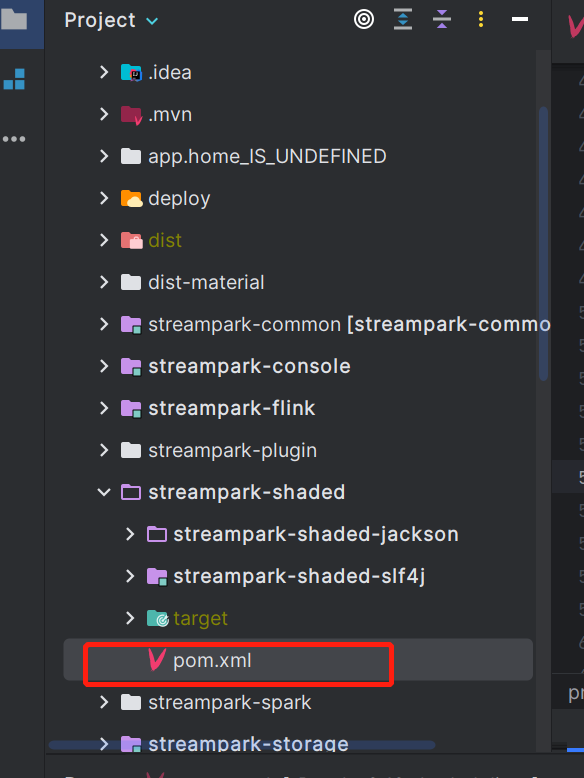 Project
.idea
.mvn
app.home_IS_UNDEFINED
deploy
dist
dist-material
streampark-common [streampark-commo
streampark-console
streampark-flink
streampark-plugin
streampark-shaded
streampark-shaded-jackson
streampark-shaded-slf4j
target
pom.xml
streampark-spark
streampark-storage